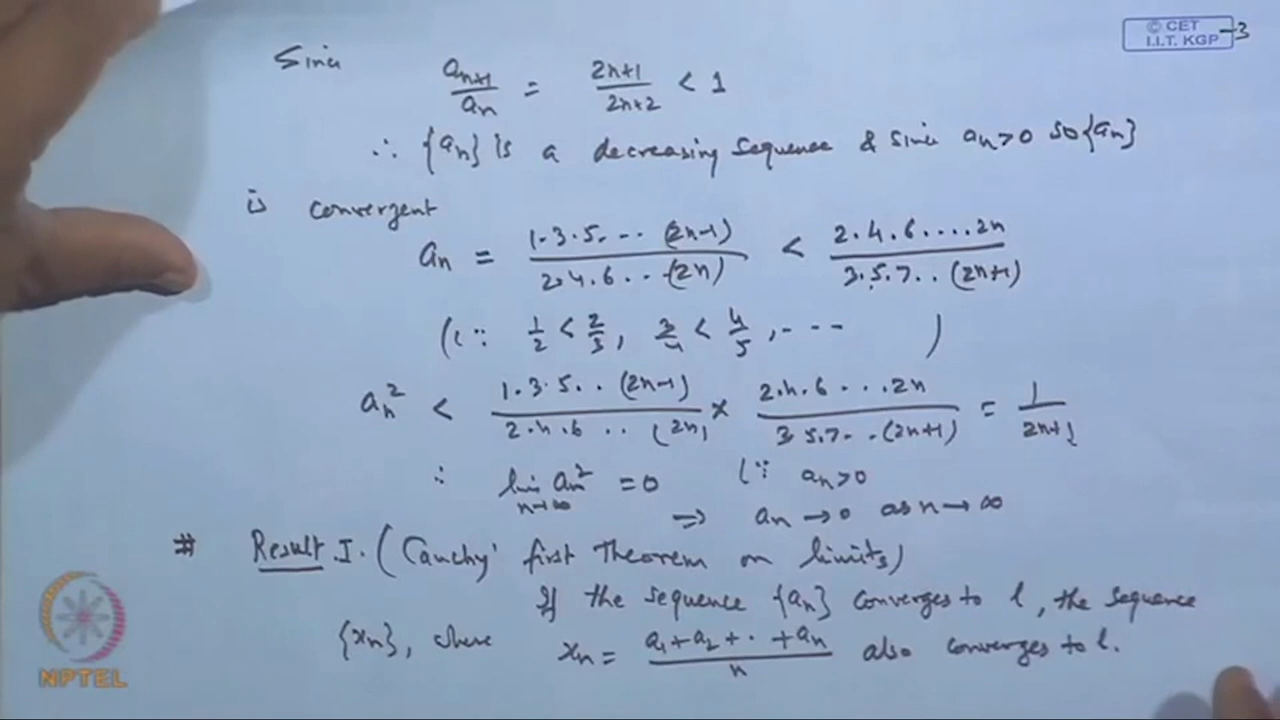 © CET
I.I.T. KGP -3
Since a_{n+1}/a_n = (2n+1)/(2n+2) < 1
∴ {a_n} is a decreasing sequence & since a_n>0 so {a_n}
is convergent
a_n = 1·3·5···(2n-1) / 2·4·6··(2n) < 2·4·6····2n / 3·5·7··(2n+1)
(∵ 1/2 < 2/3, 3/4 < 4/5, ---- )
a_n^2 < 1·3·5··(2n-1) / 2·4·6··(2n) × 2·4·6···2n / 3 5·7-··(2n+1) = 1/(2n+1)
∴ lim_{n→∞} a_n^2 = 0 (∵ a_n>0
⇒ a_n → 0 as n → ∞
# Result I. (Cauchy' first Theorem on limits)
If the sequence {a_n} converges to l, the sequence
{x_n}, where x_n = (a_1+a_2+··+a_n)/n also converges to l.
NPTEL